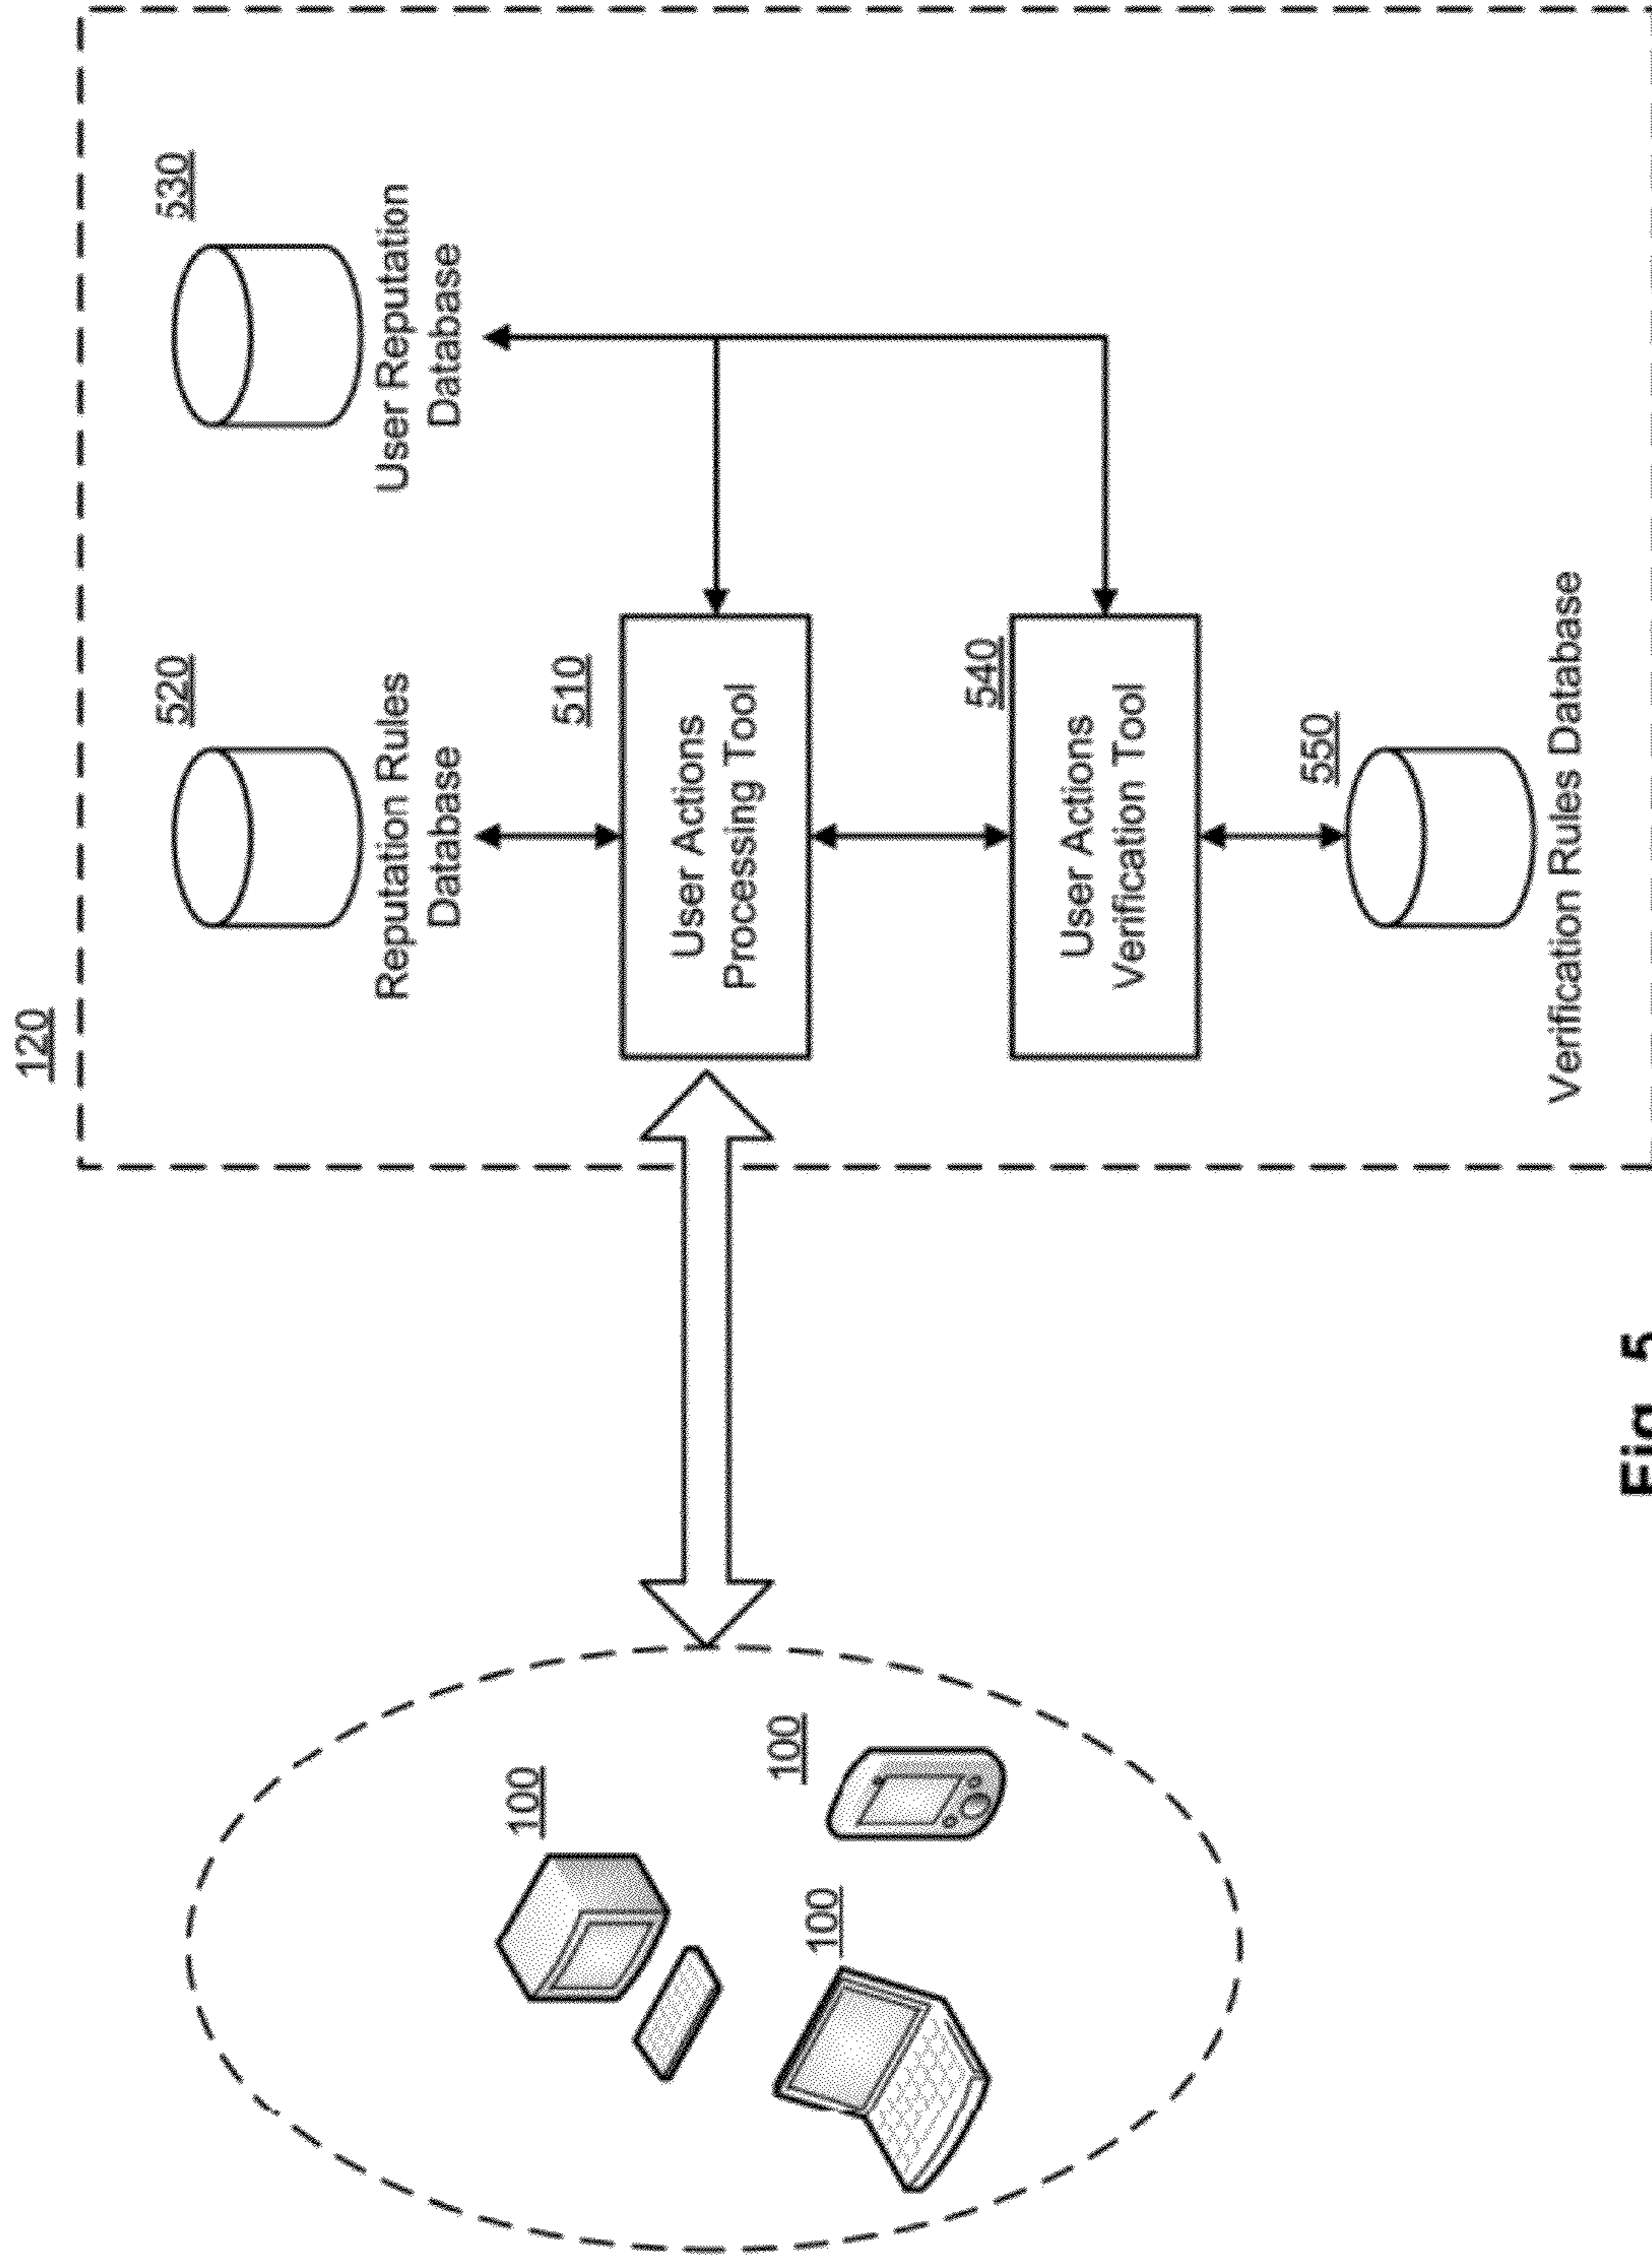 120
520
Reputation Rules
Database
530
User Reputation
Database
510
User Actions
Processing Tool
540
User Actions
Verification Tool
550
Verification Rules Database
100
100
100
Fig. 5